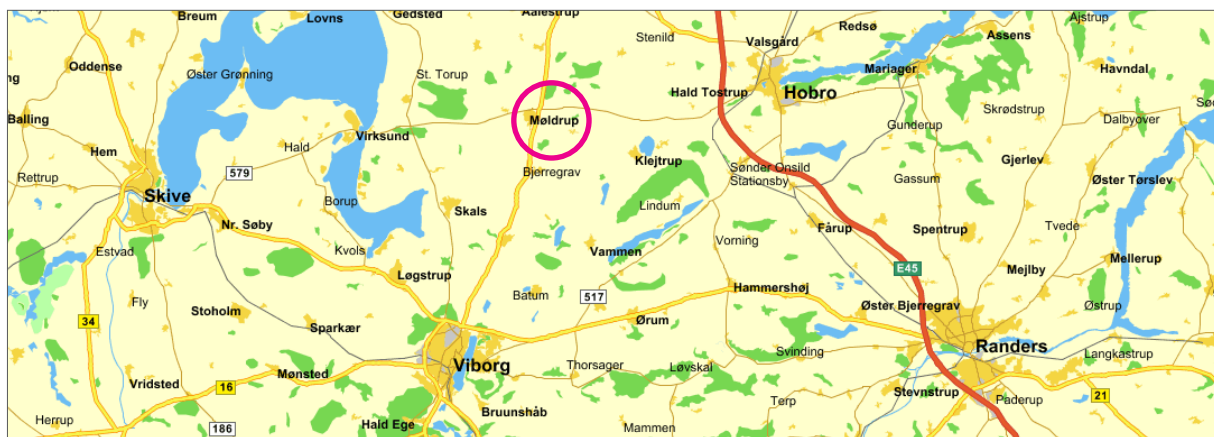 Breum
Lovns
Gedsted
Aalestrup
Redsø
Ajstrup
Stenild
Valsgård
Assens
Oddense
Øster Grønning
St. Torup
Mariager
Havndal
Hald Tostrup
Hobro
Skrødstrup
Balling
Møldrup
Dalbyover
Virksund
Gunderup
Hem
Hald
Klejtrup
Gjerlev
579
Bjerregrav
Sønder Onsild
Stationsby
Rettrup
Gassum
Øster Tørslev
Skive
Borup
Skals
Lindum
Nr. Søby
Fårup
Spentrup
Tvede
Estvad
Kvols
Vammen
Vorning
Mellerup
Løgstrup
E45
Mejlby
Fly
Batum
517
Hammershøj
Stoholm
Øster Bjerregrav
Østrup
34
Sparkær
Ørum
Randers
Svinding
Langkastrup
Viborg
Thorsager
Løvskal
Mønsted
Vridsted
16
Stevnstrup
21
Paderup
Terp
Bruunshåb
Herrup
186
Hald Ege
Mammen